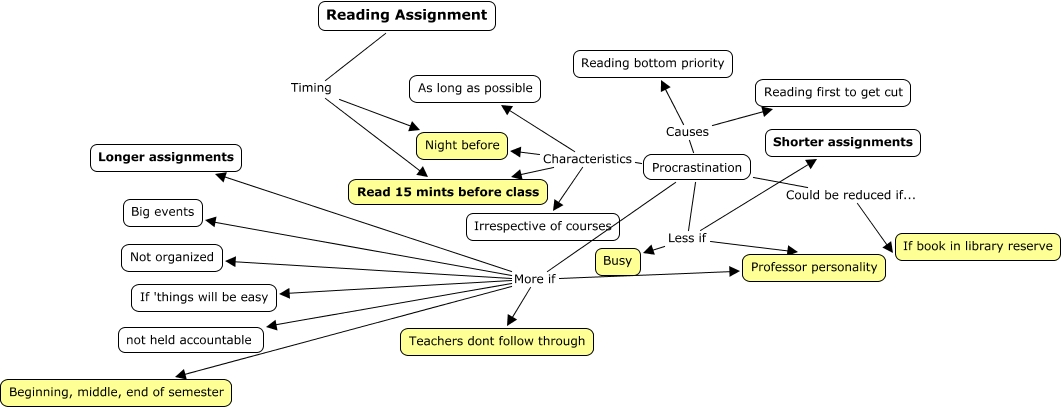 Reading Assignment
Reading bottom priority
Timing
As long as possible
Reading first to get cut
Causes
Night before
Shorter assignments
Longer assignments
Characteristics
Procrastination
Read 15 mints before class
Could be reduced if...
Big events
Irrespective of courses
Less if
If book in library reserve
Not organized
Busy
Professor personality
More if
If 'things will be easy
not held accountable
Teachers dont follow through
Beginning, middle, end of semester